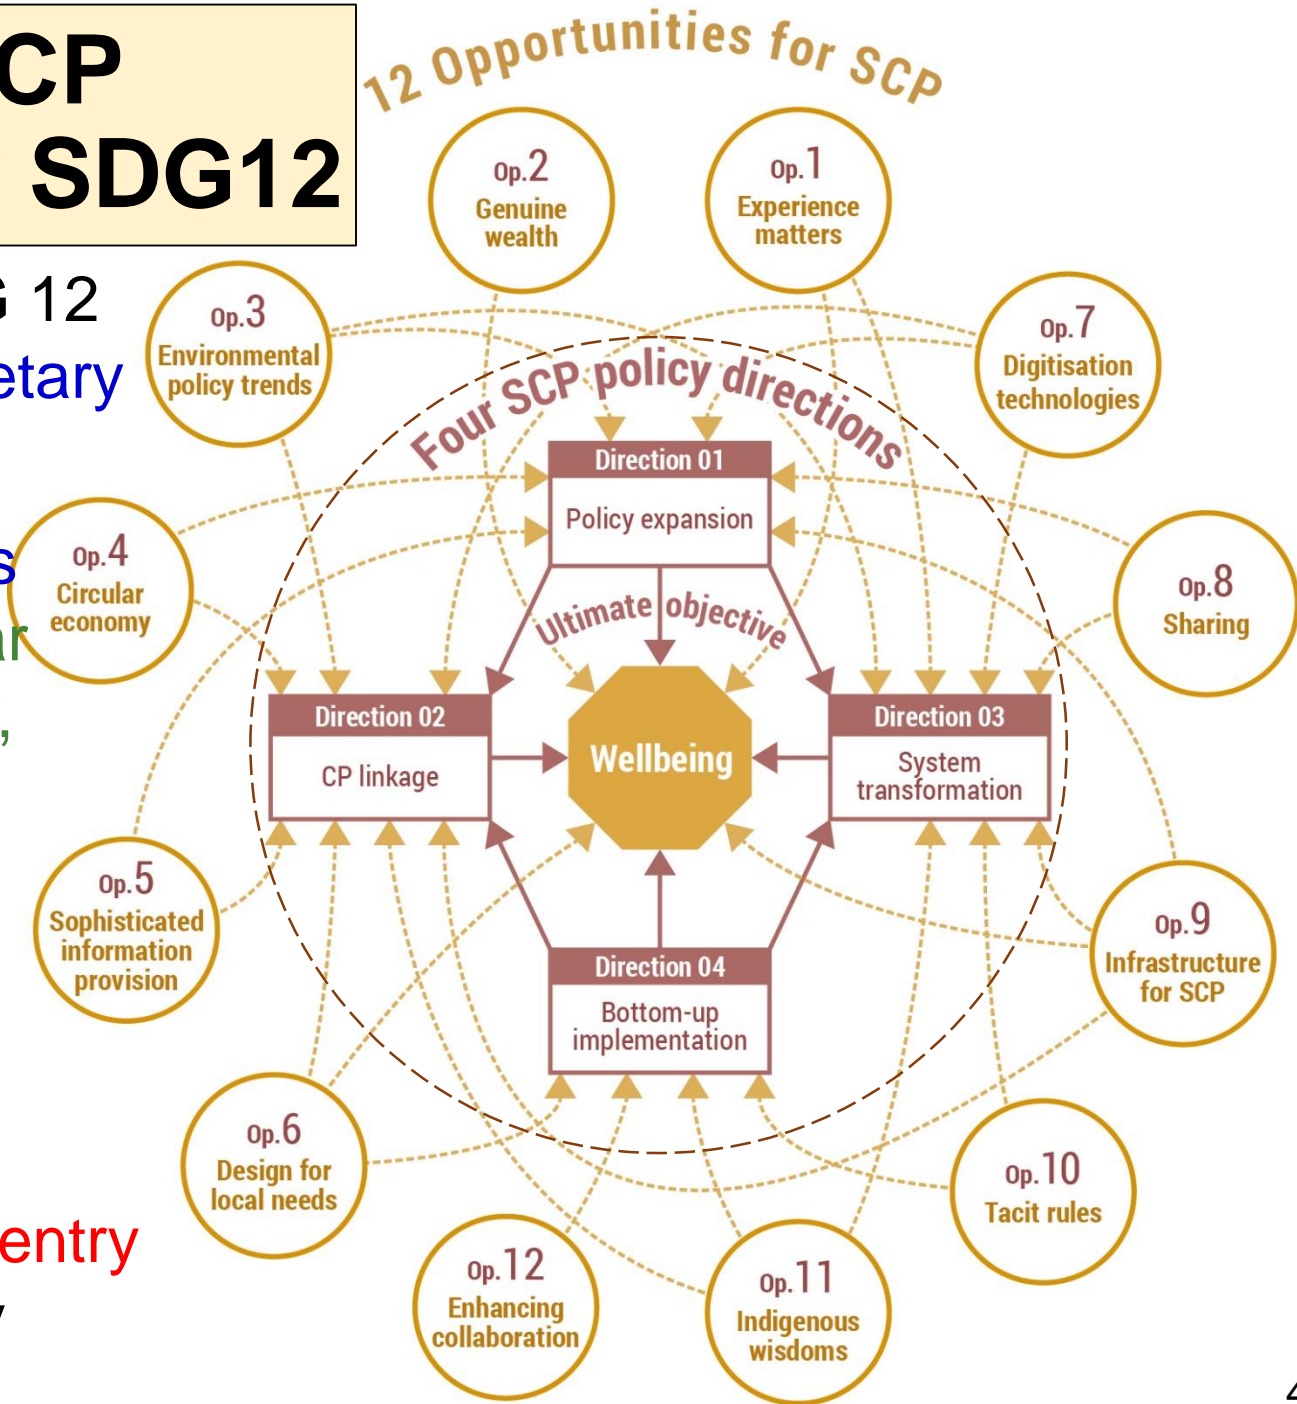 CP
SDG12
12 Opportunities for SCP
G 12
etary
s
ar
,
entry
y
Op.2
Genuine
wealth
Op.1
Experience
matters
Op.3
Environmental
policy trends
Op.7
Digitisation
technologies
Four SCP policy directions
Direction 01
Policy expansion
Op.4
Circular
economy
Op.8
Sharing
Ultimate objective
Direction 02
CP linkage
Wellbeing
Direction 03
System
transformation
Op.5
Sophisticated
information
provision
Op.9
Infrastructure
for SCP
Direction 04
Bottom-up
implementation
Op.6
Design for
local needs
Op.10
Tacit rules
Op.12
Enhancing
collaboration
Op.11
Indigenous
wisdoms
4